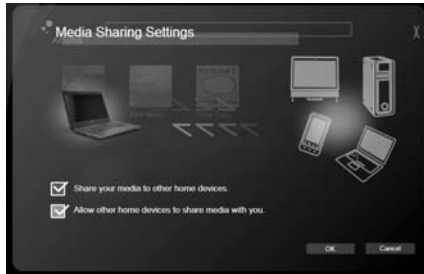 Media Sharing Settings
X
Share your media to other home devices.
Allow other home devices to share media with you.
OK
Cancel